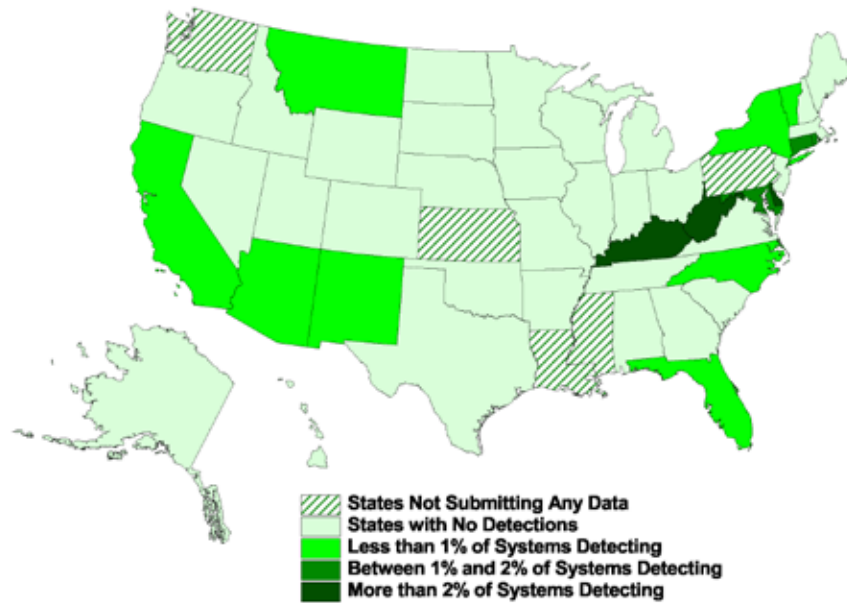 States Not Submitting Any Data
States with No Detections
Less than 1% of Systems Detecting
Between 1% and 2% of Systems Detecting
More than 2% of Systems Detecting